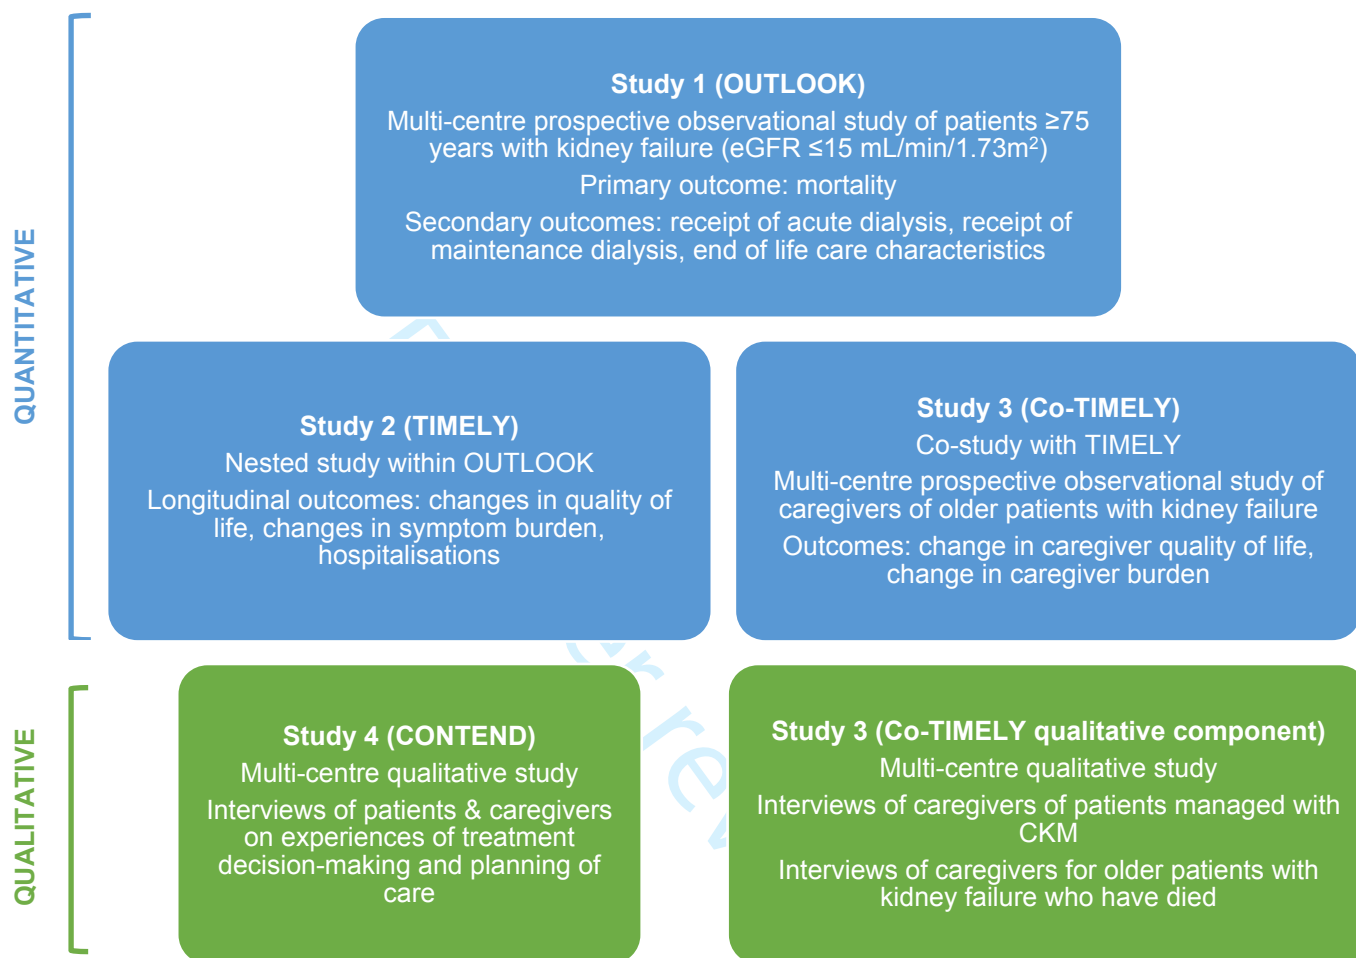 QUANTITATIVE
Study 1 (OUTLOOK)
Multi-centre prospective observational study of patients ≥75
years with kidney failure (eGFR ≤15 mL/min/1.73m²)
Primary outcome: mortality
Secondary outcomes: receipt of acute dialysis, receipt of
maintenance dialysis, end of life care characteristics
Study 2 (TIMELY)
Nested study within OUTLOOK
Longitudinal outcomes: changes in quality of
life, changes in symptom burden,
hospitalisations
Study 3 (Co-TIMELY)
Co-study with TIMELY
Multi-centre prospective observational study of
caregivers of older patients with kidney failure
Outcomes: change in caregiver quality of life,
change in caregiver burden
QUALITATIVE
Study 4 (CONTEND)
Multi-centre qualitative study
Interviews of patients & caregivers
on experiences of treatment
decision-making and planning of
care
Study 3 (Co-TIMELY qualitative component)
Multi-centre qualitative study
Interviews of caregivers of patients managed with
CKM
Interviews of caregivers for older patients with
kidney failure who have died